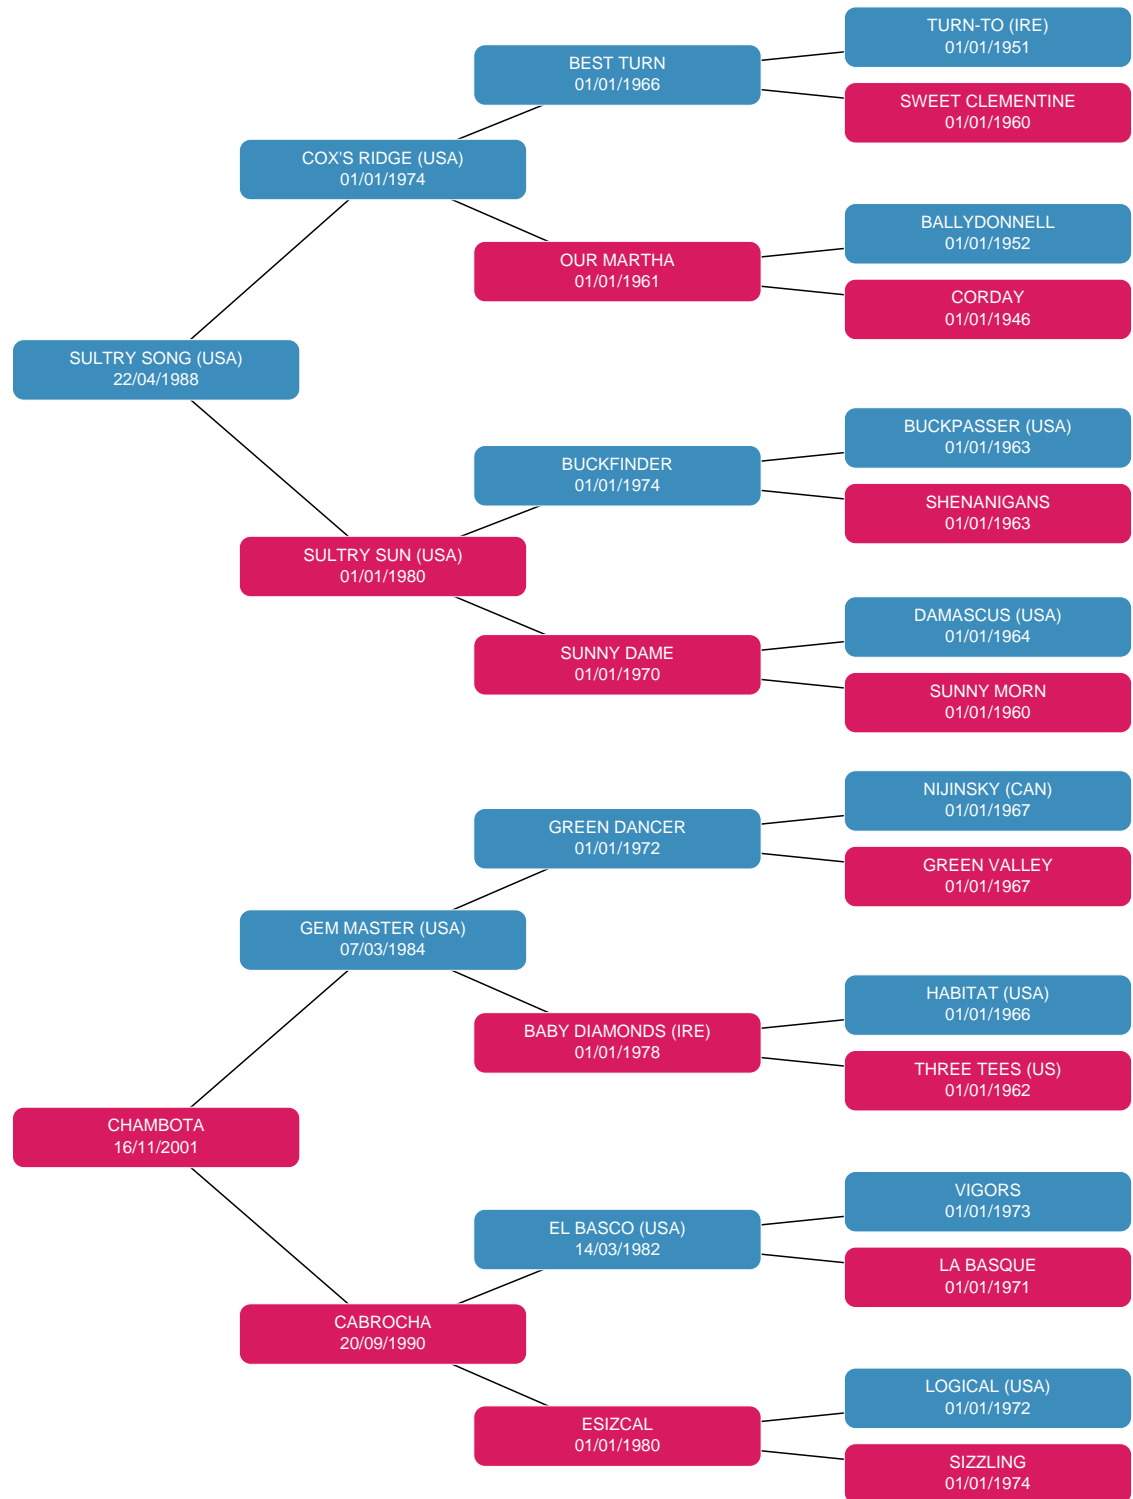 TURN-TO (IRE)
01/01/1951
BEST TURN
01/01/1966
SWEET CLEMENTINE
01/01/1960
COX'S RIDGE (USA)
01/01/1974
BALLYDONNELL
01/01/1952
OUR MARTHA
01/01/1961
CORDAY
01/01/1946
SULTRY SONG (USA)
22/04/1988
BUCKPASSER (USA)
01/01/1963
BUCKFINDER
01/01/1974
SHENANIGANS
01/01/1963
SULTRY SUN (USA)
01/01/1980
DAMASCUS (USA)
01/01/1964
SUNNY DAME
01/01/1970
SUNNY MORN
01/01/1960
NIJINSKY (CAN)
01/01/1967
GREEN DANCER
01/01/1972
GREEN VALLEY
01/01/1967
GEM MASTER (USA)
07/03/1984
HABITAT (USA)
01/01/1966
BABY DIAMONDS (IRE)
01/01/1978
THREE TEES (US)
01/01/1962
CHAMBOTA
16/11/2001
VIGORS
01/01/1973
EL BASCO (USA)
14/03/1982
LA BASQUE
01/01/1971
CABROCHA
20/09/1990
LOGICAL (USA)
01/01/1972
ESIZCAL
01/01/1980
SIZZLING
01/01/1974